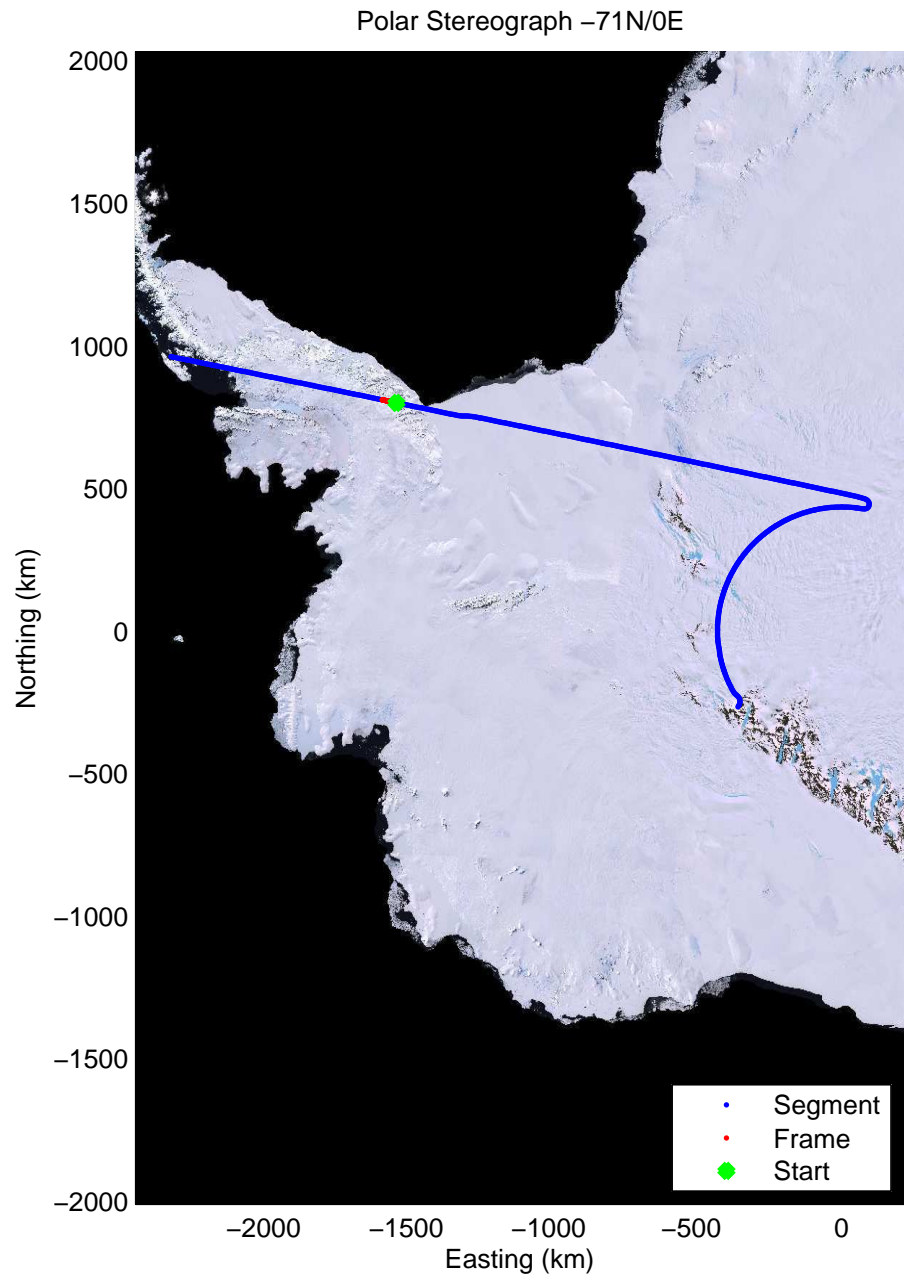 Polar Stereograph −71N/0E
2000
1500
1000
500
0
−500
−1000
−1500
−2000
Northing (km)
−2000 −1500 −1000 −500 0
Easting (km)
Segment
Frame
Start